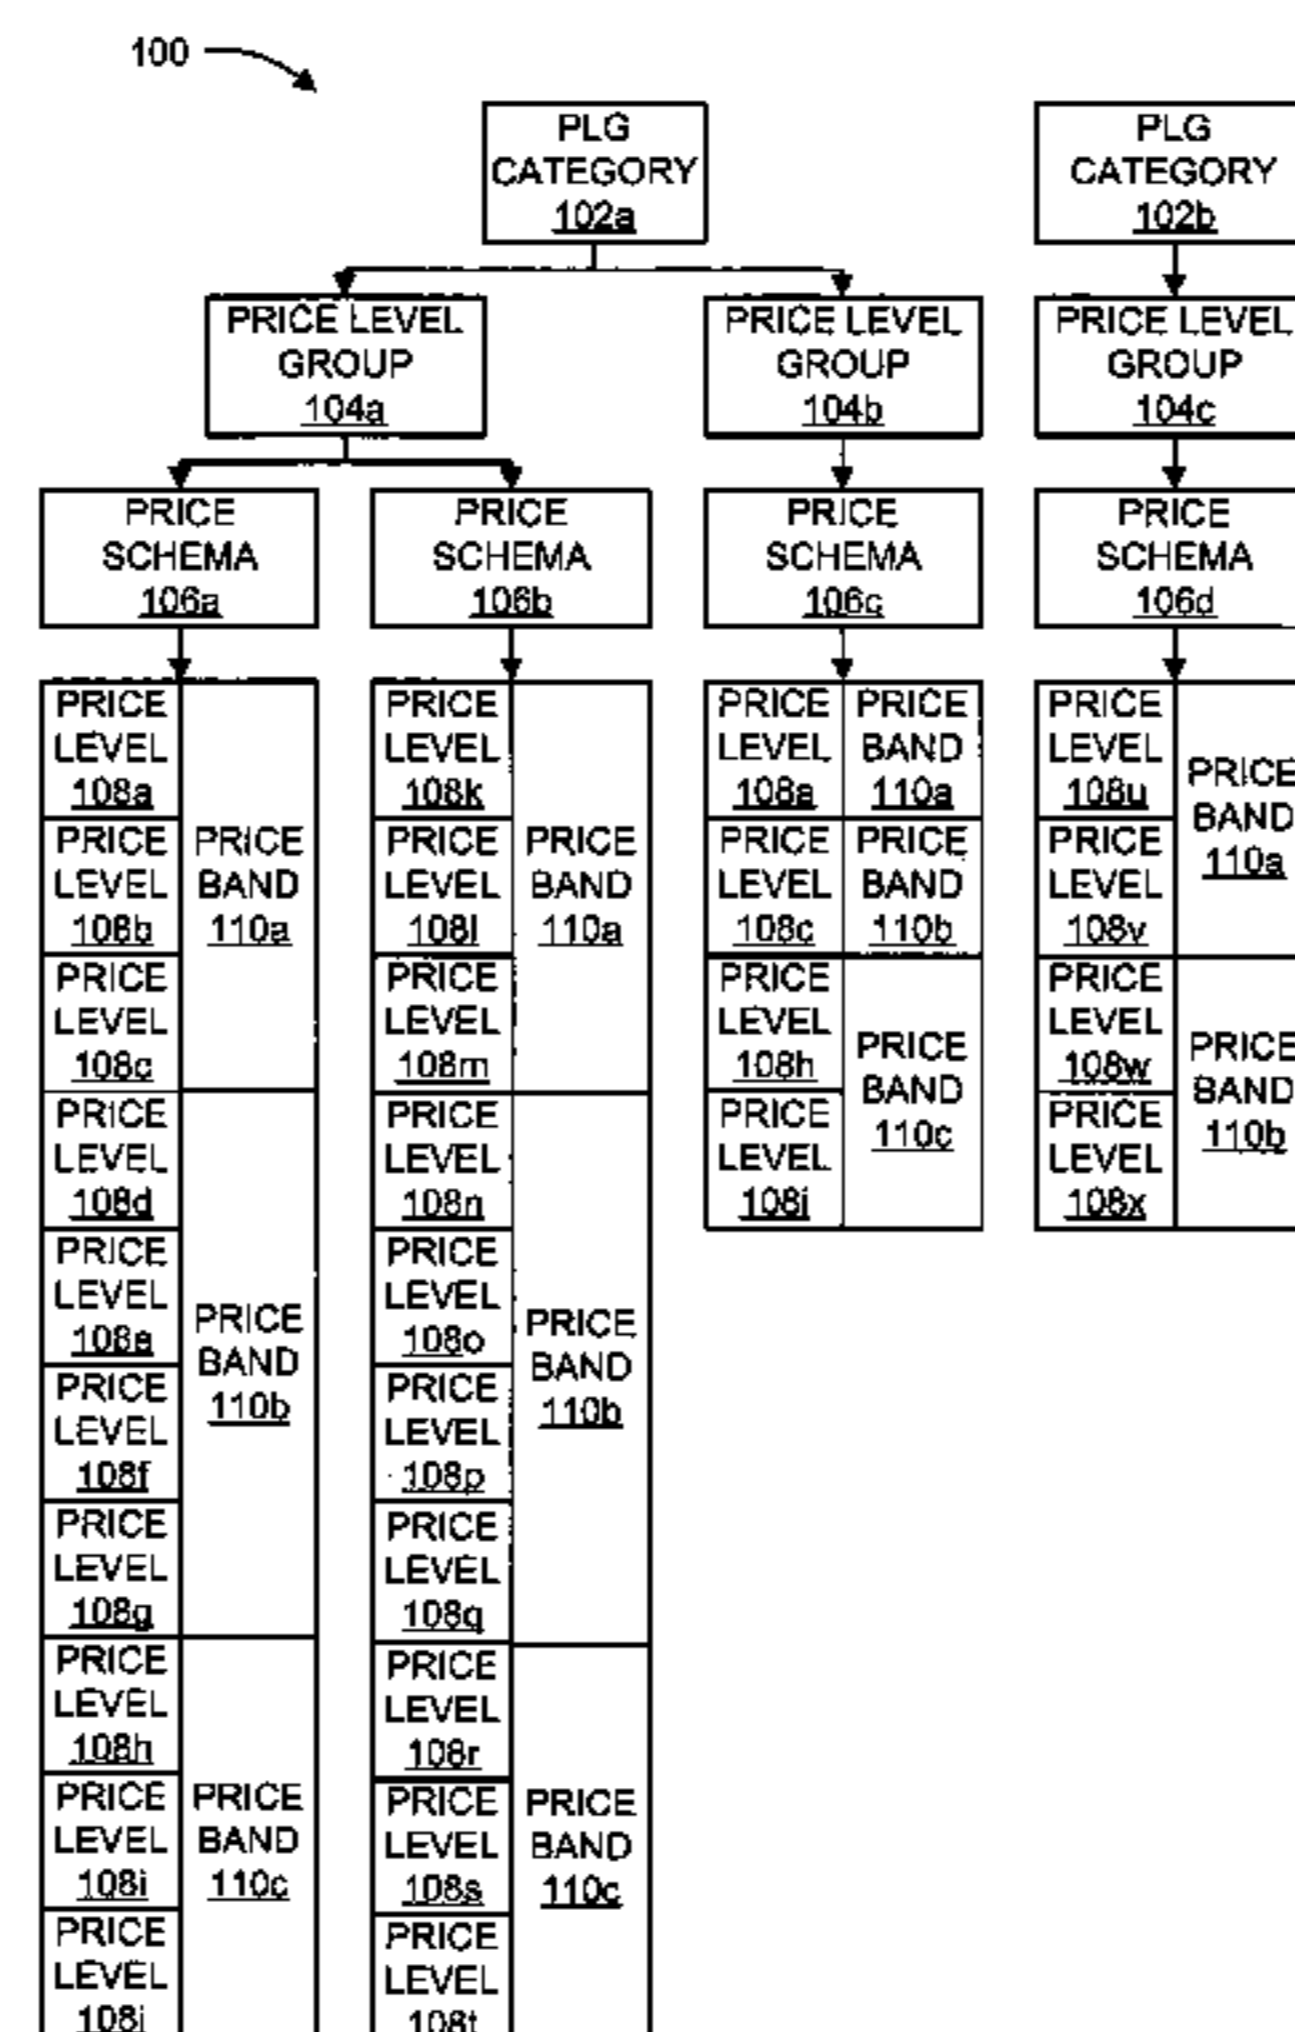 100
PLG
CATEGORY
102a
PLG
CATEGORY
102b
PRICE LEVEL
GROUP
104a
PRICE LEVEL
GROUP
104b
PRICE LEVEL
GROUP
104c
PRICE
SCHEMA
106a
PRICE
SCHEMA
106b
PRICE
SCHEMA
106c
PRICE
SCHEMA
106d
PRICE
LEVEL
108a
PRICE
LEVEL
108b
PRICE
LEVEL
108c
PRICE
BAND
110a
PRICE
LEVEL
108d
PRICE
LEVEL
108e
PRICE
LEVEL
108f
PRICE
LEVEL
108g
PRICE
BAND
110b
PRICE
LEVEL
108h
PRICE
LEVEL
108i
PRICE
LEVEL
PRICE
BAND
110c
PRICE
LEVEL
108k
PRICE
LEVEL
108l
PRICE
LEVEL
108m
PRICE
BAND
110a
PRICE
LEVEL
108n
PRICE
LEVEL
108o
PRICE
LEVEL
108p
PRICE
LEVEL
108q
PRICE
BAND
110b
PRICE
LEVEL
108r
PRICE
LEVEL
108s
PRICE
LEVEL
108t
PRICE
BAND
110c
PRICE
LEVEL
108a
PRICE
BAND
110a
PRICE
LEVEL
108c
PRICE
BAND
110b
PRICE
LEVEL
108h
PRICE
LEVEL
PRICE
BAND
110c
PRICE
LEVEL
108u
PRICE
LEVEL
108v
PRICE
BAND
110a
PRICE
LEVEL
108w
PRICE
LEVEL
108x
PRICE
BAND
110b